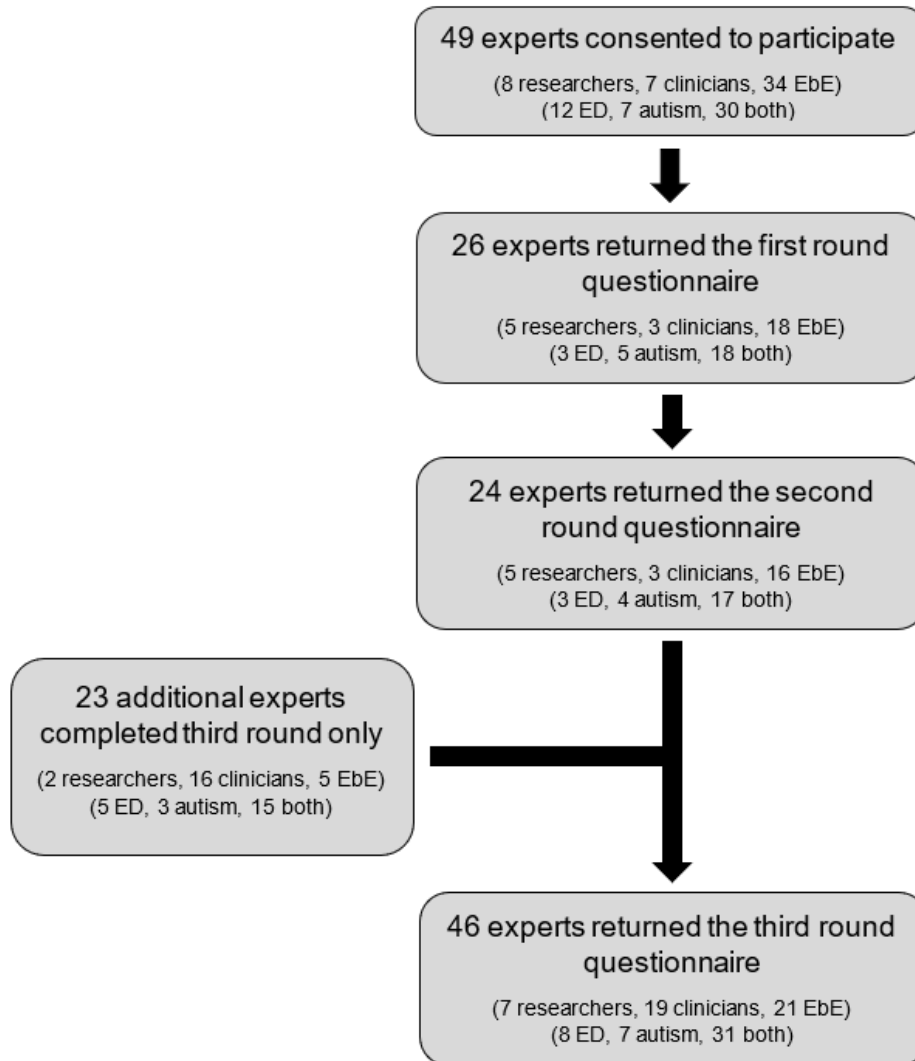 49 experts consented to participate
(8 researchers, 7 clinicians, 34 EbE)
(12 ED, 7 autism, 30 both)
26 experts returned the first round
questionnaire
(5 researchers, 3 clinicians, 18 EbE)
(3 ED, 5 autism, 18 both)
24 experts returned the second
round questionnaire
(5 researchers, 3 clinicians, 16 EbE)
(3 ED, 4 autism, 17 both)
23 additional experts
completed third round only
(2 researchers, 16 clinicians, 5 EbE)
(5 ED, 3 autism, 15 both)
46 experts returned the third round
questionnaire
(7 researchers, 19 clinicians, 21 EbE)
(8 ED, 7 autism, 31 both)